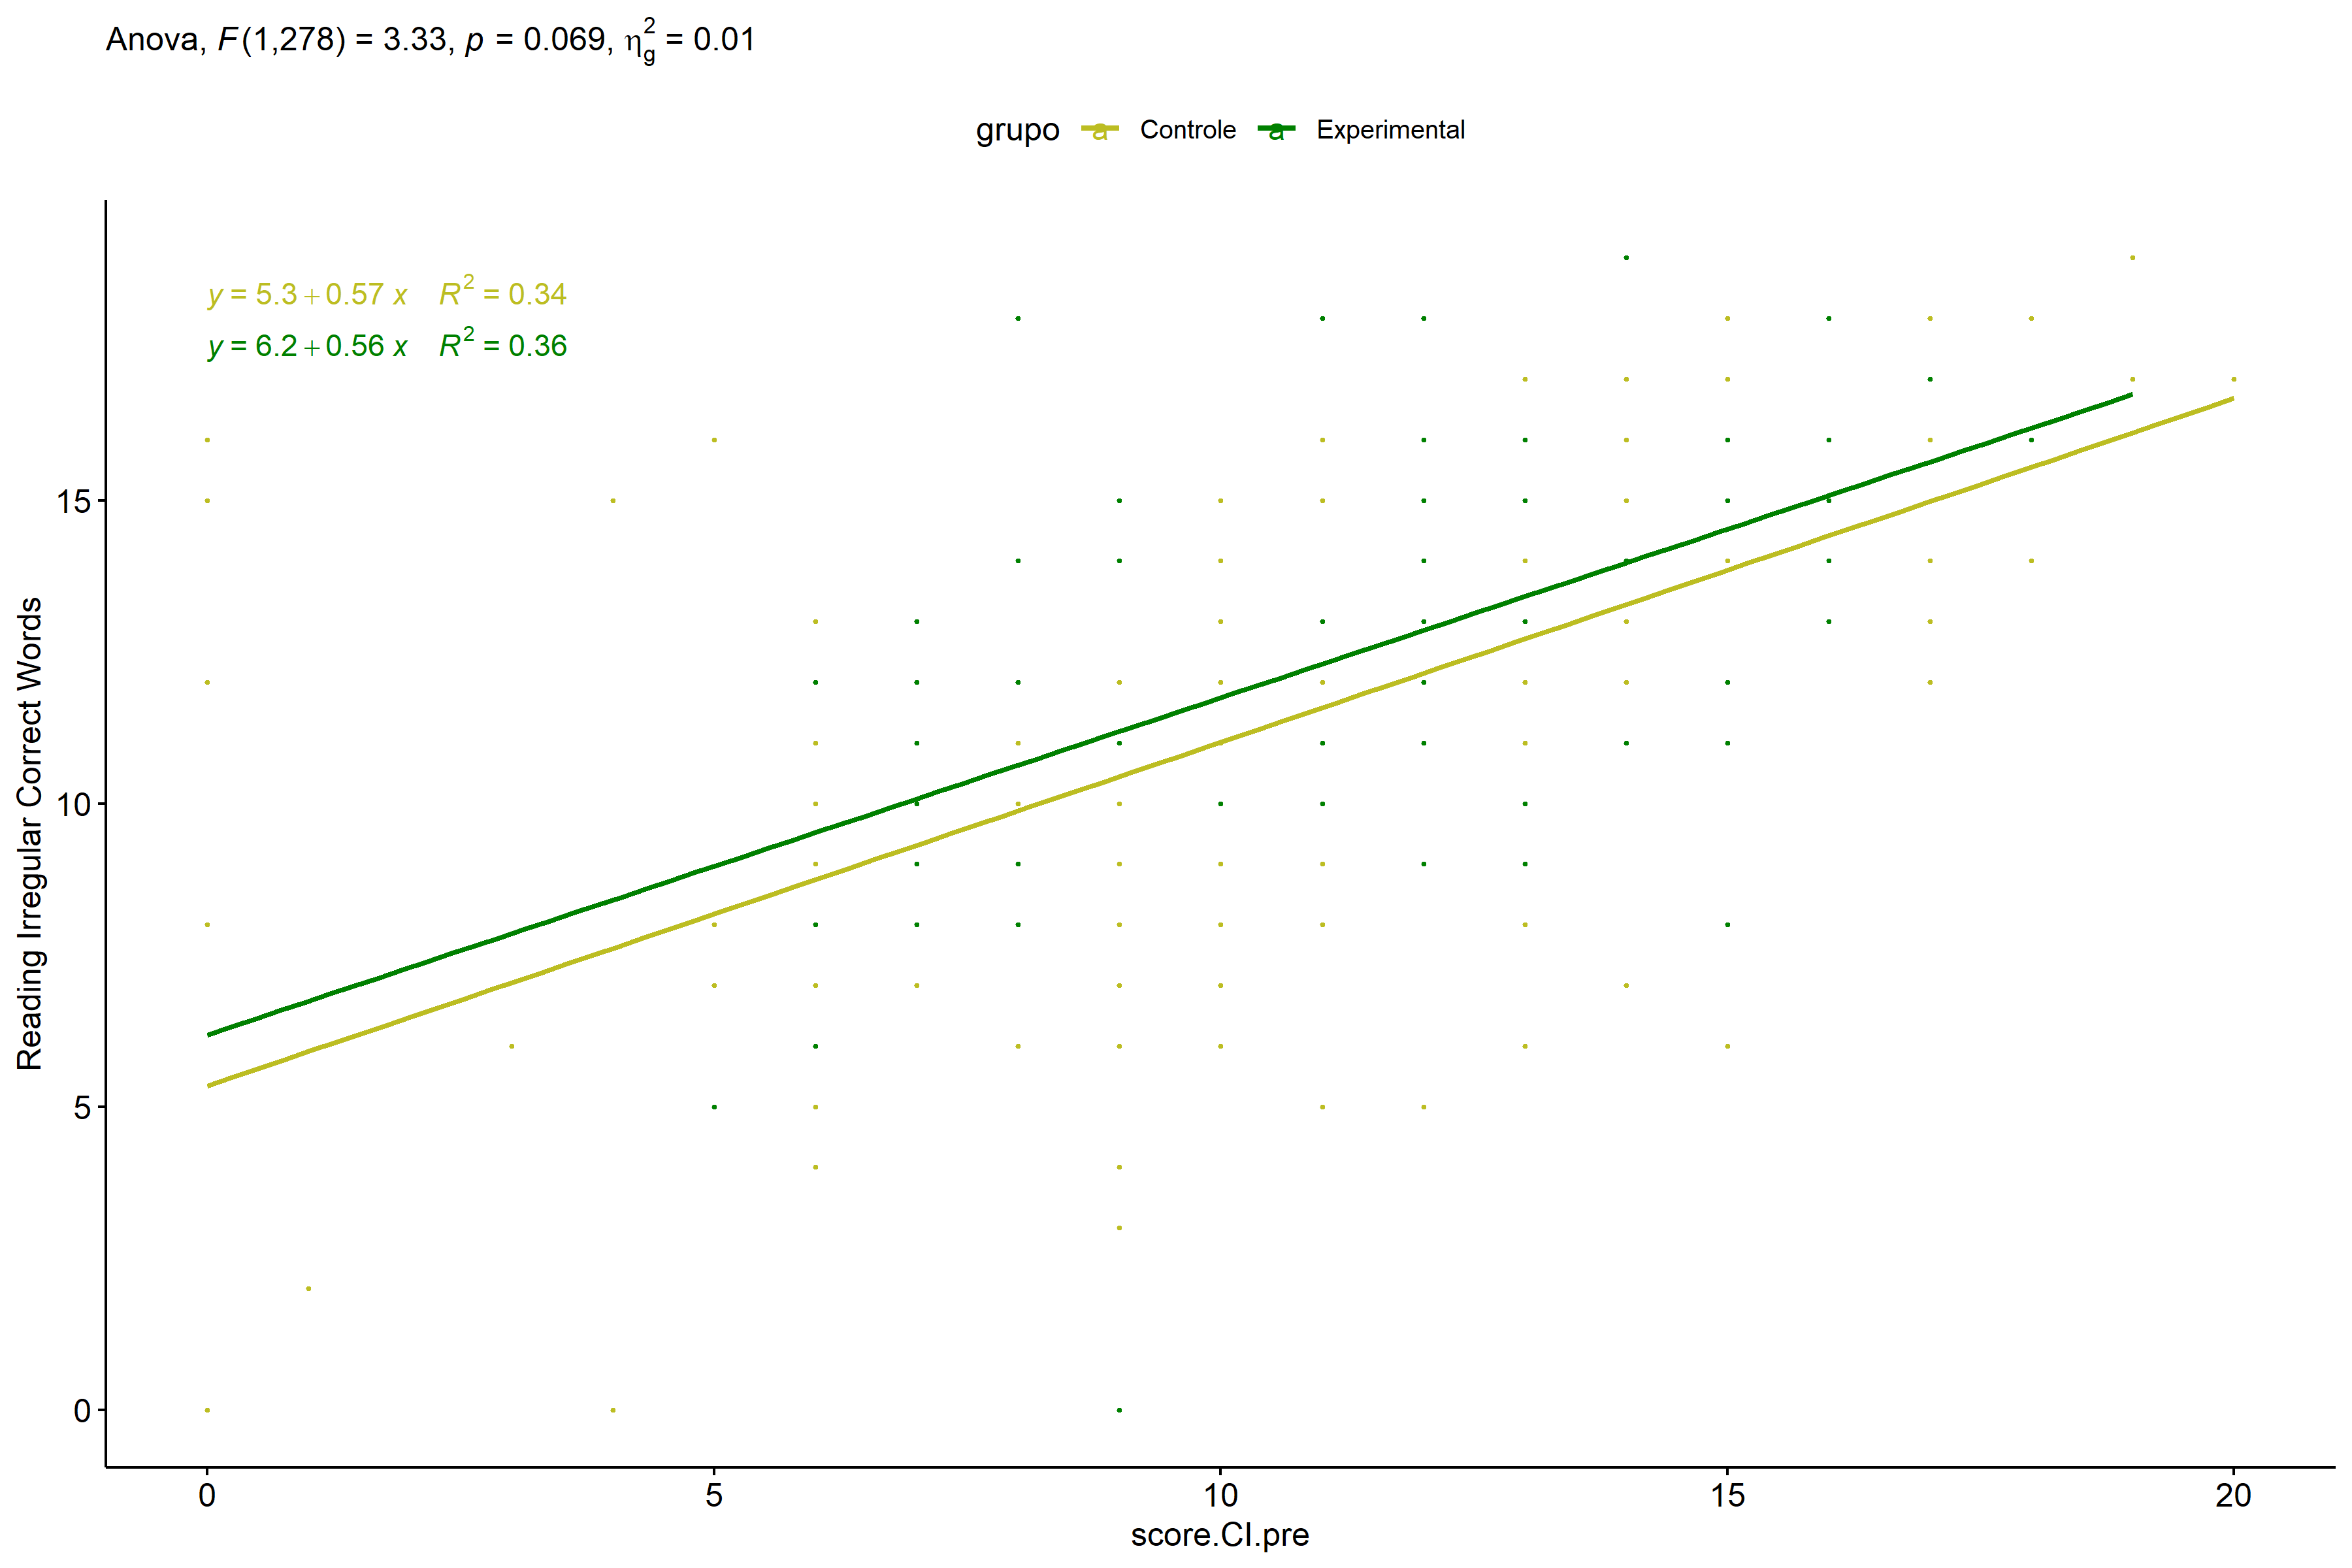 Anova, F(1,278) = 3.33, p = 0.069, η²g = 0.01
grupo a Controle a Experimental
y = 5.3 + 0.57 x R² = 0.34
y = 6.2 + 0.56 x R² = 0.36
Reading Irregular Correct Words
15
10
5
0
0 5 10 15 20
score.CI.pre